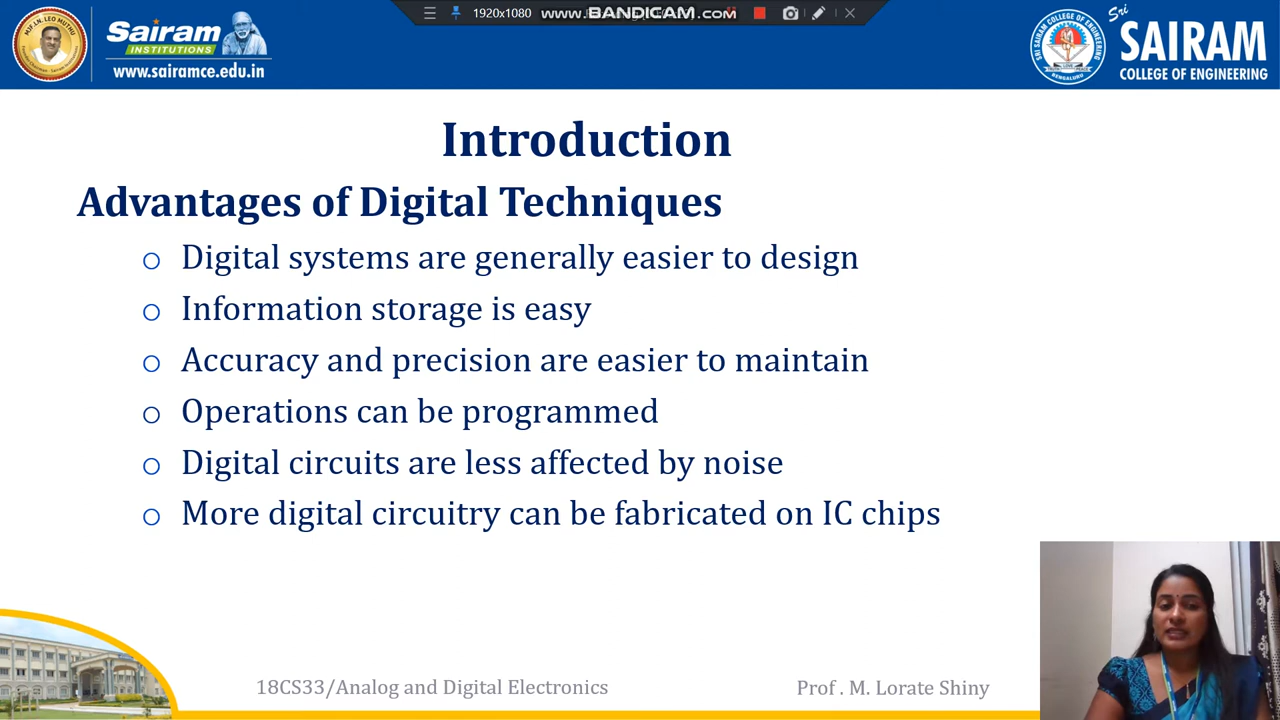 1920x1080
www.BANDICAM.com
Sairam
INSTITUTIONS
www.sairamce.edu.in
Sri
SAIRAM
COLLEGE OF ENGINEERING
Introduction
Advantages of Digital Techniques
Digital systems are generally easier to design
Information storage is easy
Accuracy and precision are easier to maintain
Operations can be programmed
Digital circuits are less affected by noise
More digital circuitry can be fabricated on IC chips
18CS33/Analog and Digital Electronics
Prof . M. Lorate Shiny